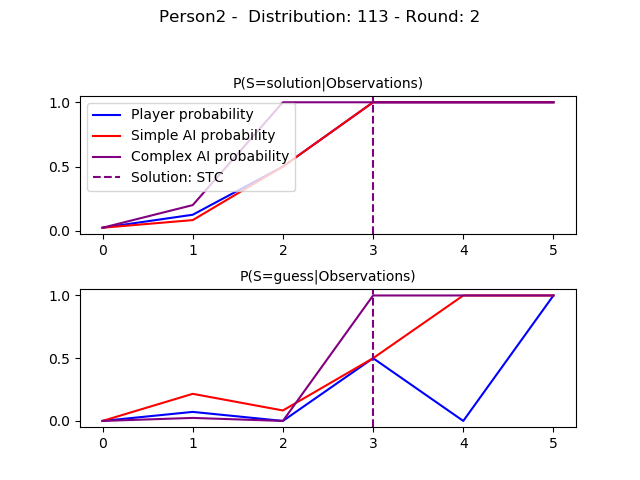 Person2 -  Distribution: 113 - Round: 2
P(S=solution|Observations)
1.0
0.5
0.0
Player probability
Simple AI probability
Complex AI probability
Solution: STC
0 1 2 3 4 5
P(S=guess|Observations)
1.0
0.5
0.0
0 1 2 3 4 5